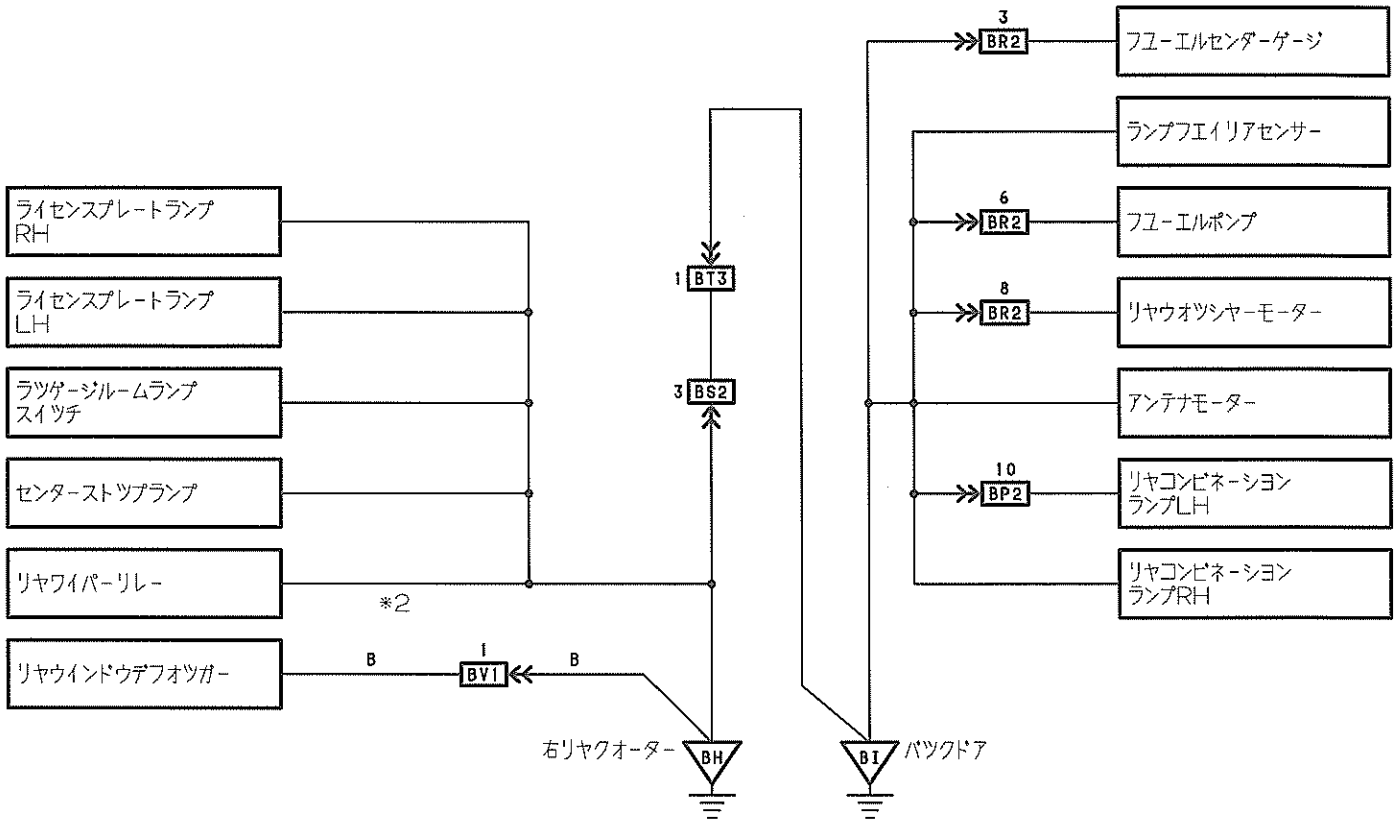 ライセンスプレートランプ
RH
ライセンスプレートランプ
LH
ラツゲージルームランプ
スイツチ
センターストツプランプ
リヤワイパーリレー
*2
リヤウインドウデフオツガー
B
1
BV1
B
1
BT3
3
BS2
右リヤクオーター
BH
BI
バツクドア
3
BR2
フユーエルセンダーゲージ
ランプフエイリアセンサー
6
BR2
フユーエルポンプ
8
BR2
リヤウオツシヤーモーター
アンテナモーター
10
BP2
リヤコンビネーシヨン
ランプLH
リヤコンビネーシヨン
ランプRH